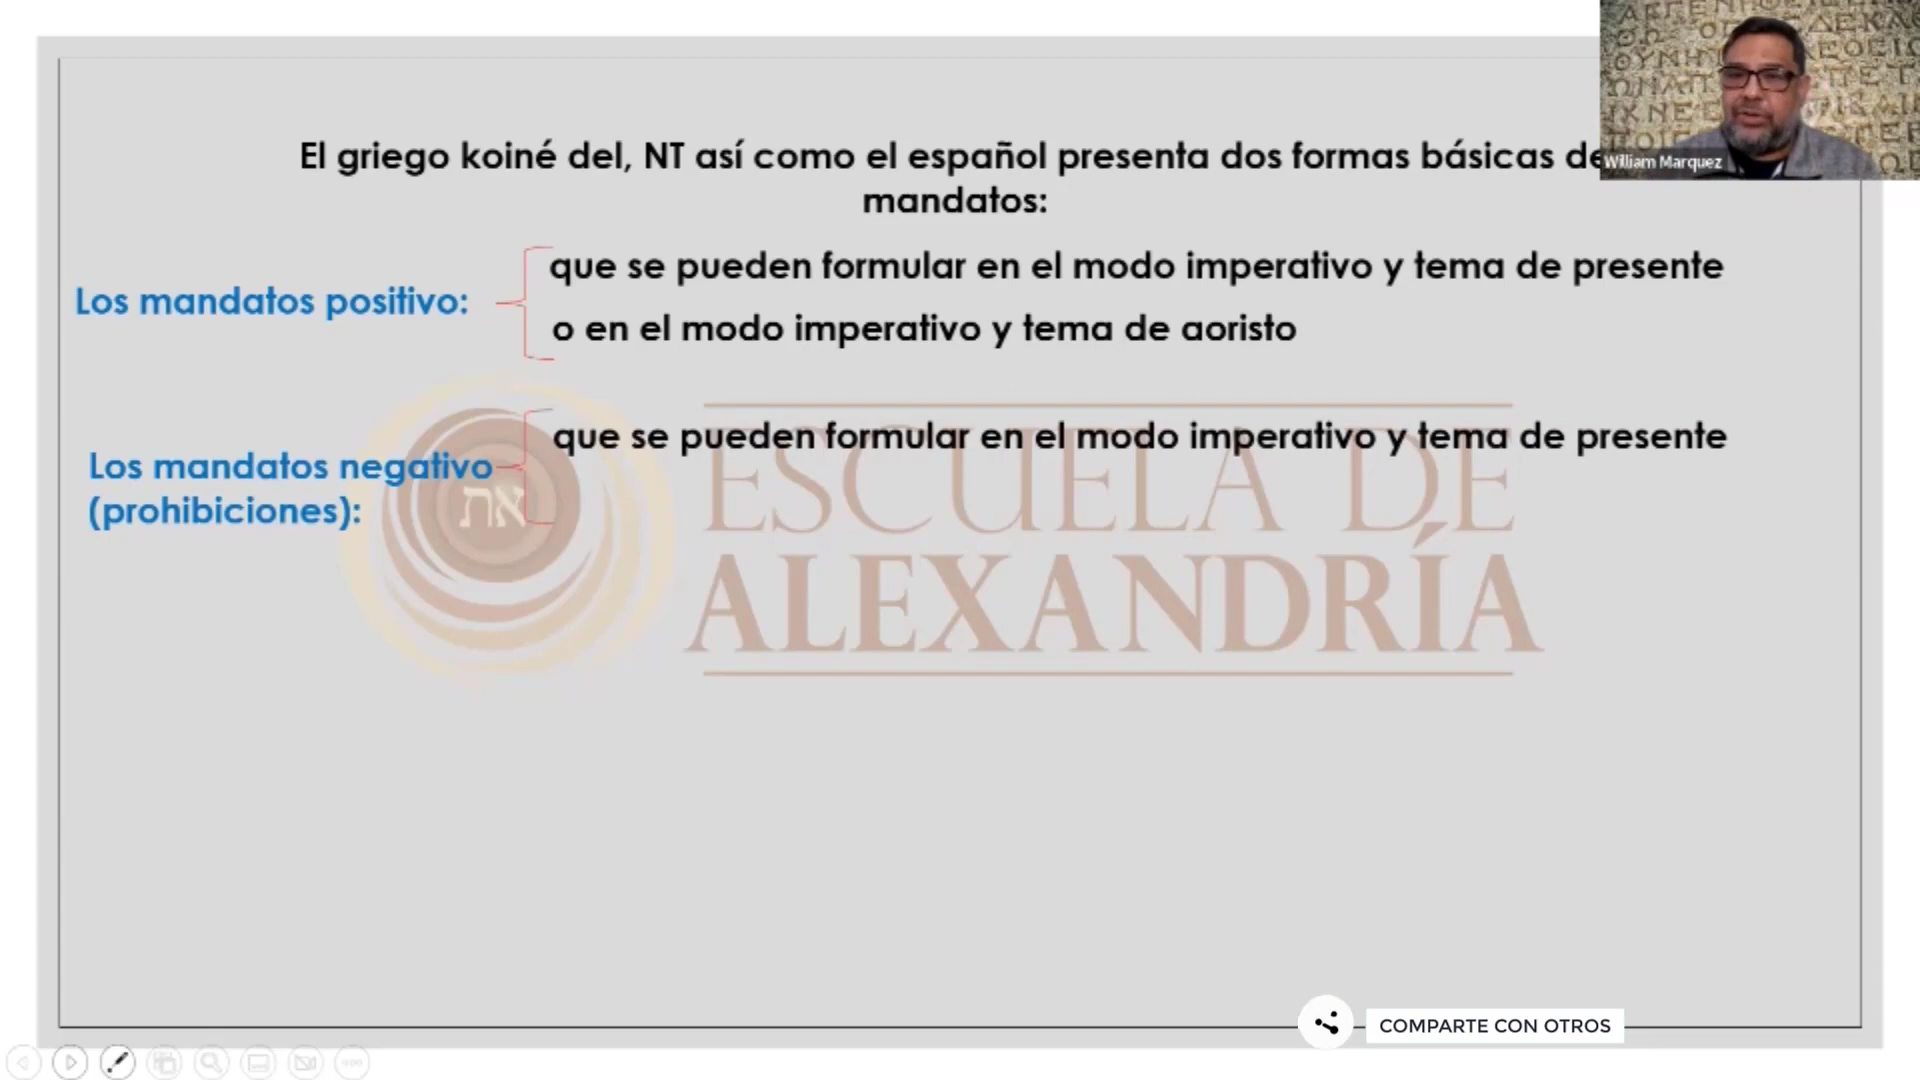 El griego koiné del, NT así como el español presenta dos formas básicas de
mandatos:
que se pueden formular en el modo imperativo y tema de presente
Los mandatos positivo:
o en el modo imperativo y tema de aoristo
que se pueden formular en el modo imperativo y tema de presente
Los mandatos negativo
(prohibiciones):
את
ESCUELA DE
ALEXANDRÍA
William Marquez
COMPARTE CON OTROS